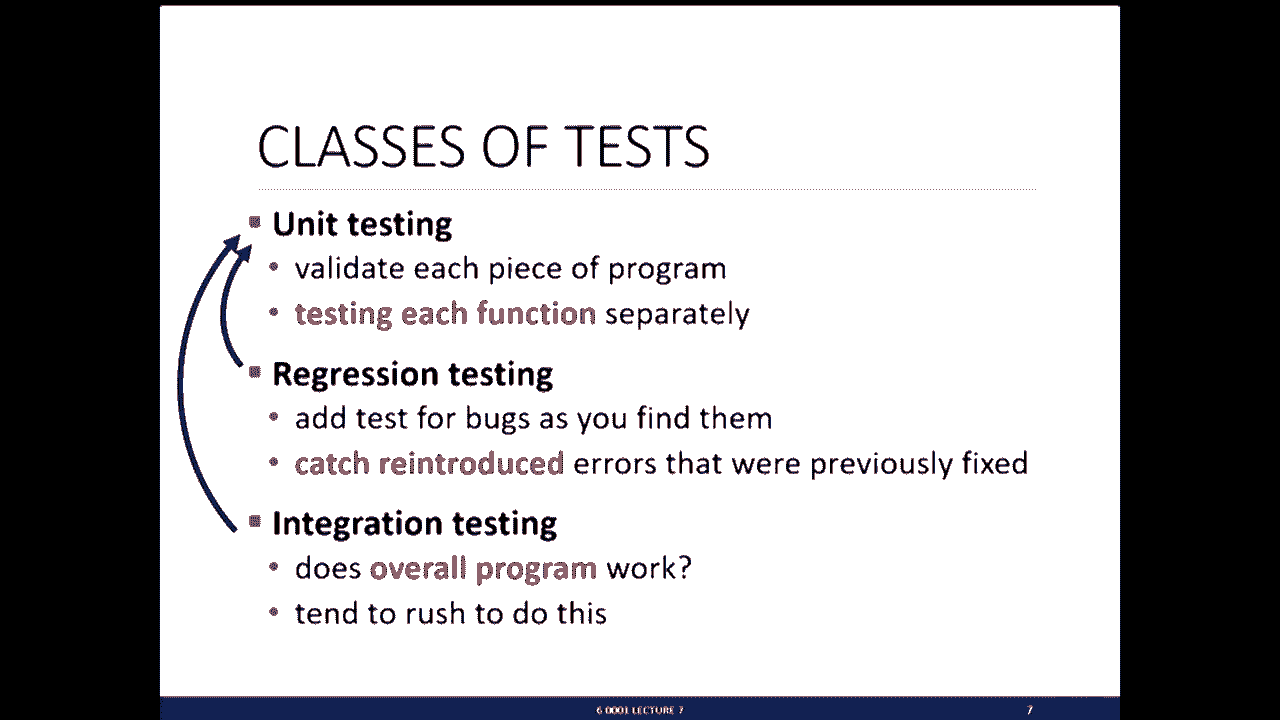 CLASSES OF TESTS
Unit testing
validate each piece of program
testing each function separately
Regression testing
add test for bugs as you find them
catch reintroduced errors that were previously fixed
Integration testing
does overall program work?
tend to rush to do this
6 0001 LECTURE 7
7